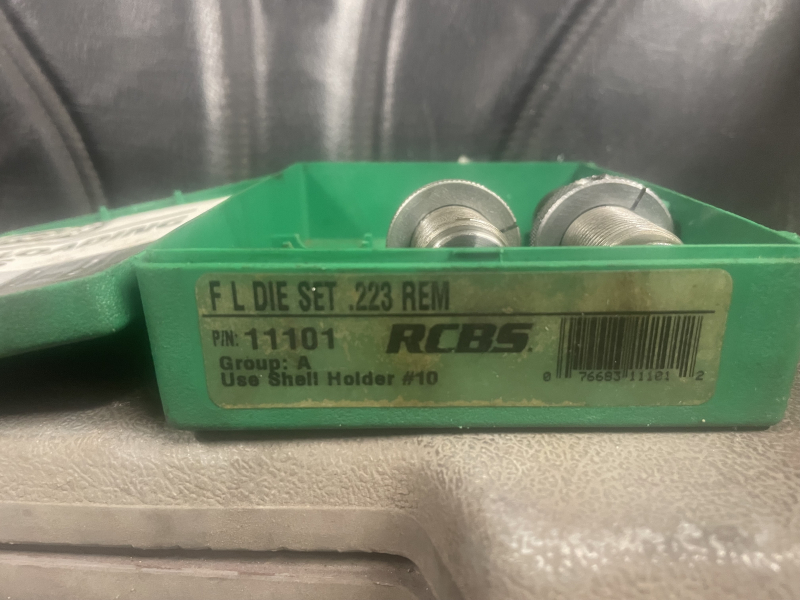 F L DIE SET .223 REM
P/N: 11101 RCBS.
Group: A
Use Shell Holder #10
0 76683 11101 2